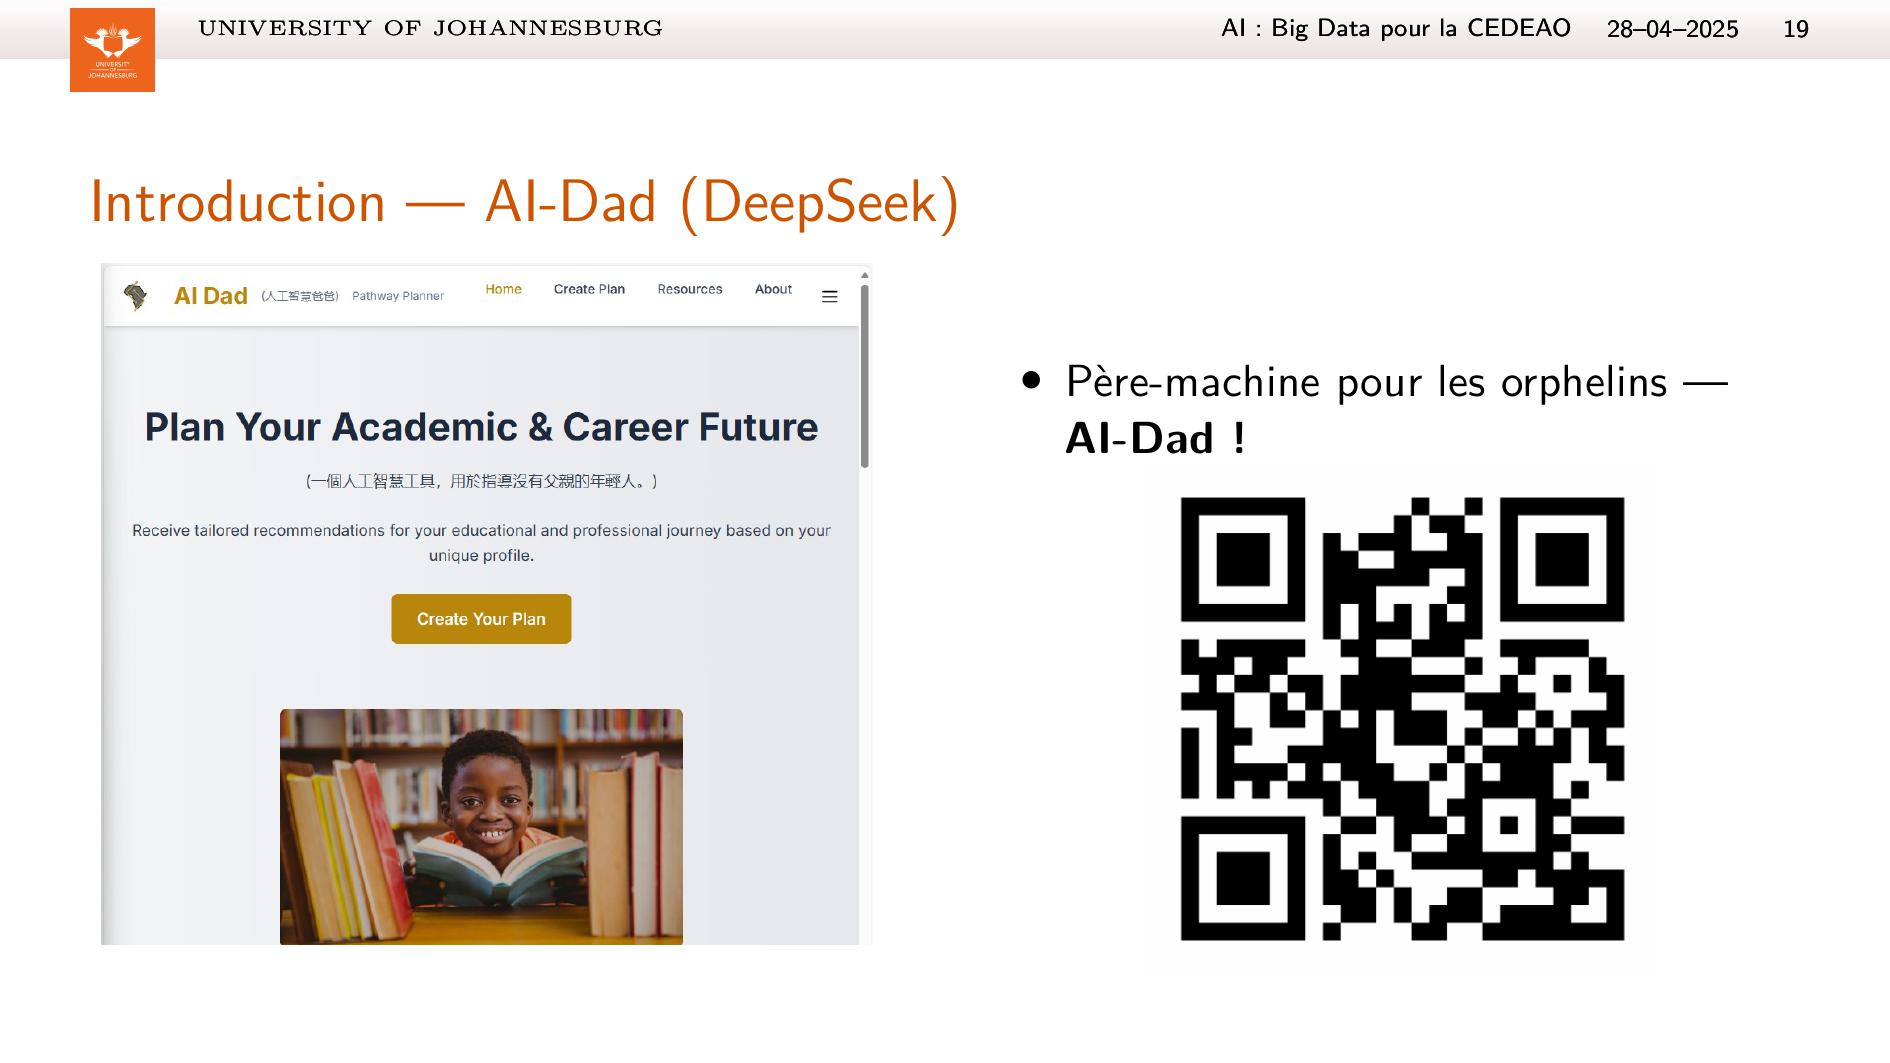 UNIVERSITY OF JOHANNESBURG
AI : Big Data pour la CEDEAO 28–04–2025 19
UNIVERSITY
OF
JOHANNESBURG
Introduction — AI-Dad (DeepSeek)
AI Dad (人工智慧爸爸) Pathway Planner Home Create Plan Resources About
Plan Your Academic & Career Future
(一個人工智慧工具，用於指導沒有父親的年輕人。)
Receive tailored recommendations for your educational and professional journey based on your
unique profile.
Create Your Plan
• Père-machine pour les orphelins —
AI-Dad !